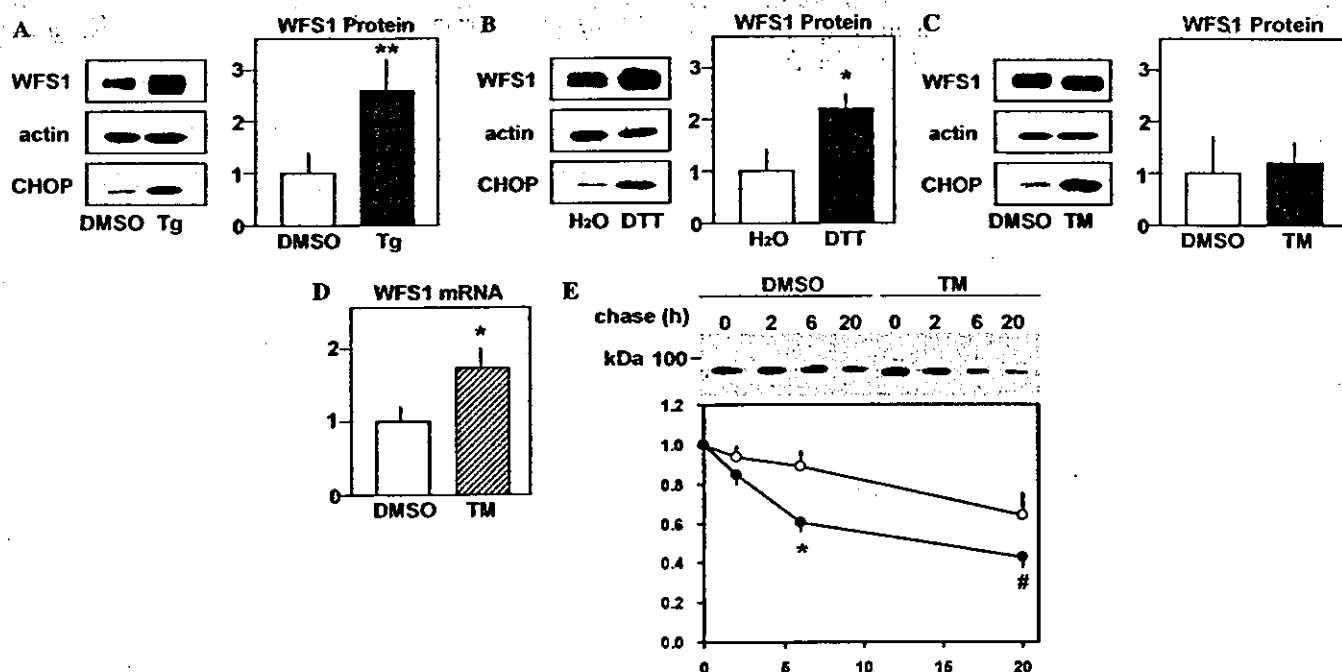 A
WFS1 Protein
WFS1
actin
CHOP
DMSO Tg
**
3
2
1
0
DMSO Tg
B
WFS1 Protein
WFS1
actin
CHOP
H2O DTT
*
3
2
1
0
H2O DTT
C
WFS1 Protein
WFS1
actin
CHOP
DMSO TM
3
2
1
0
DMSO TM
D
WFS1 mRNA
*
2
1
0
DMSO TM
E
DMSO TM
chase (h) 0 2 6 20 0 2 6 20
kDa 100
1.2
1.0
0.8
0.6
0.4
0.2
0.0
*
#
0 5 10 15 20